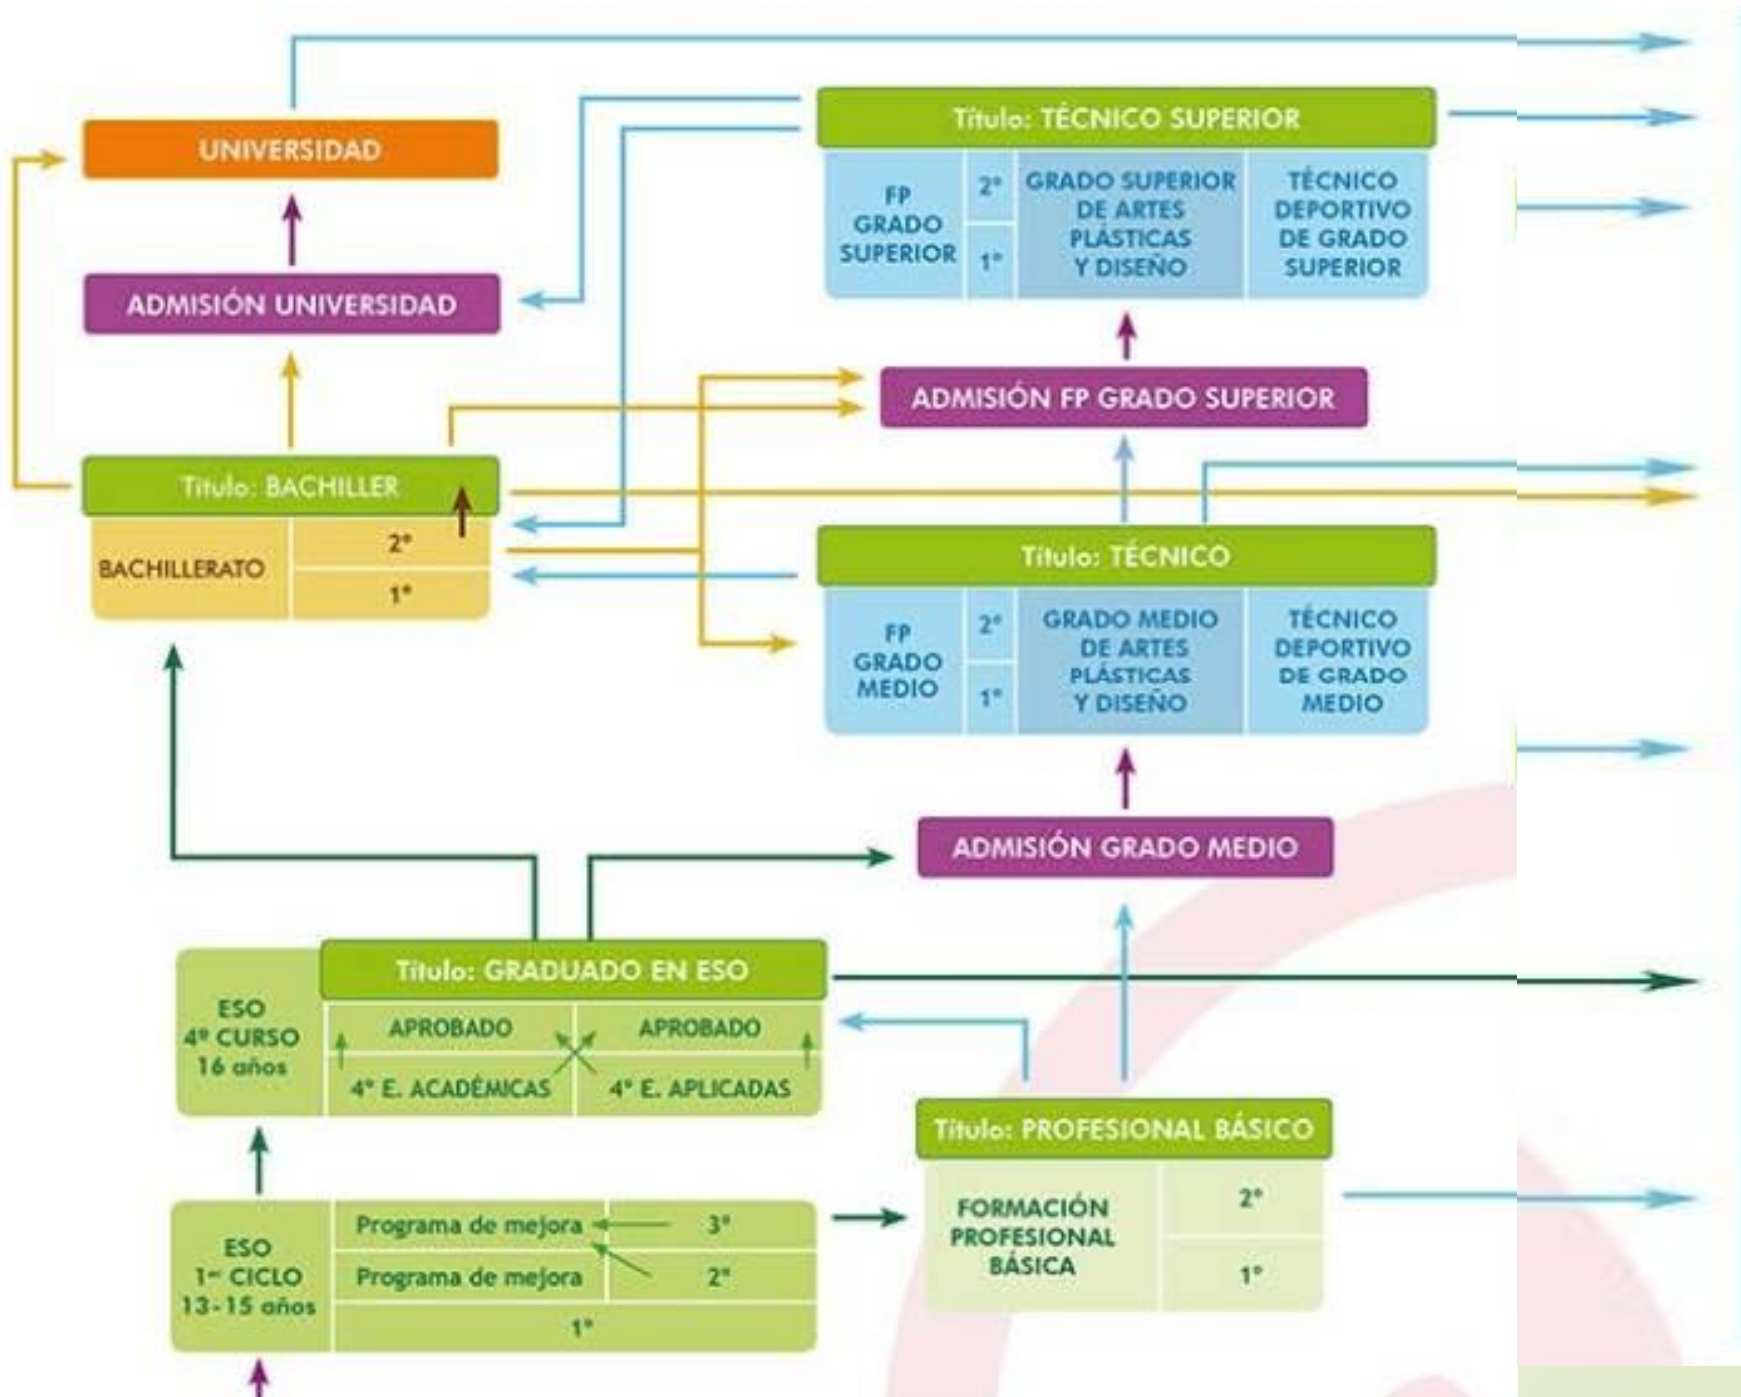 UNIVERSIDAD
ADMISIÓN UNIVERSIDAD
Título: BACHILLER
BACHILLERATO
2º
1º
Título: TÉCNICO SUPERIOR
FP
GRADO
SUPERIOR
2º
1º
GRADO SUPERIOR
DE ARTES
PLÁSTICAS
Y DISEÑO
TÉCNICO
DEPORTIVO
DE GRADO
SUPERIOR
ADMISIÓN FP GRADO SUPERIOR
Título: TÉCNICO
FP
GRADO
MEDIO
2º
1º
GRADO MEDIO
DE ARTES
PLÁSTICAS
Y DISEÑO
TÉCNICO
DEPORTIVO
DE GRADO
MEDIO
ADMISIÓN GRADO MEDIO
ESO
4º CURSO
16 años
Título: GRADUADO EN ESO
APROBADO
APROBADO
4º E. ACADÉMICAS
4º E. APLICADAS
Título: PROFESIONAL BÁSICO
FORMACIÓN
PROFESIONAL
BÁSICA
2º
1º
ESO
1er CICLO
13-15 años
Programa de mejora
3º
Programa de mejora
2º
1º